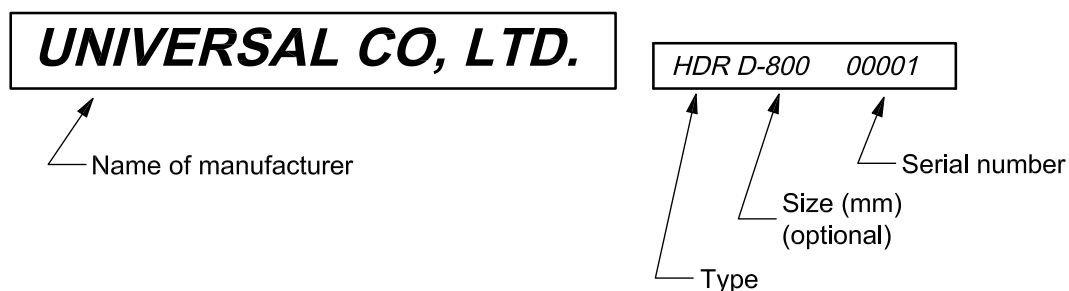 UNIVERSAL CO, LTD.
HDR D-800 00001
Name of manufacturer
Serial number
Size (mm)
(optional)
Type